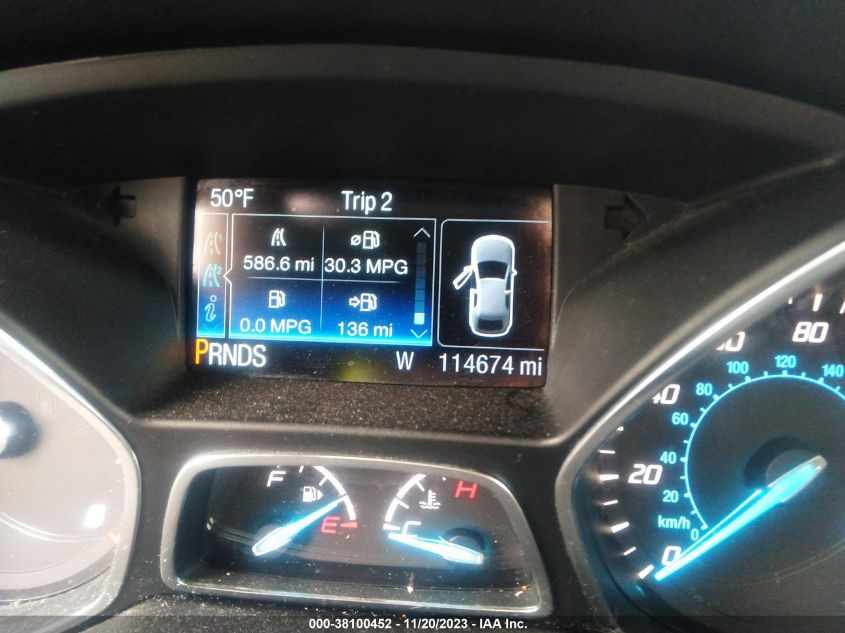 50°F Trip 2
586.6 mi 30.3 MPG
0.0 MPG 136 mi
PRNDS W 114674 mi
F E
C H
0 20 40 60 80
km/h 0 20 40 60 80 100 120 140
000-38100452 - 11/20/2023 - IAA Inc.